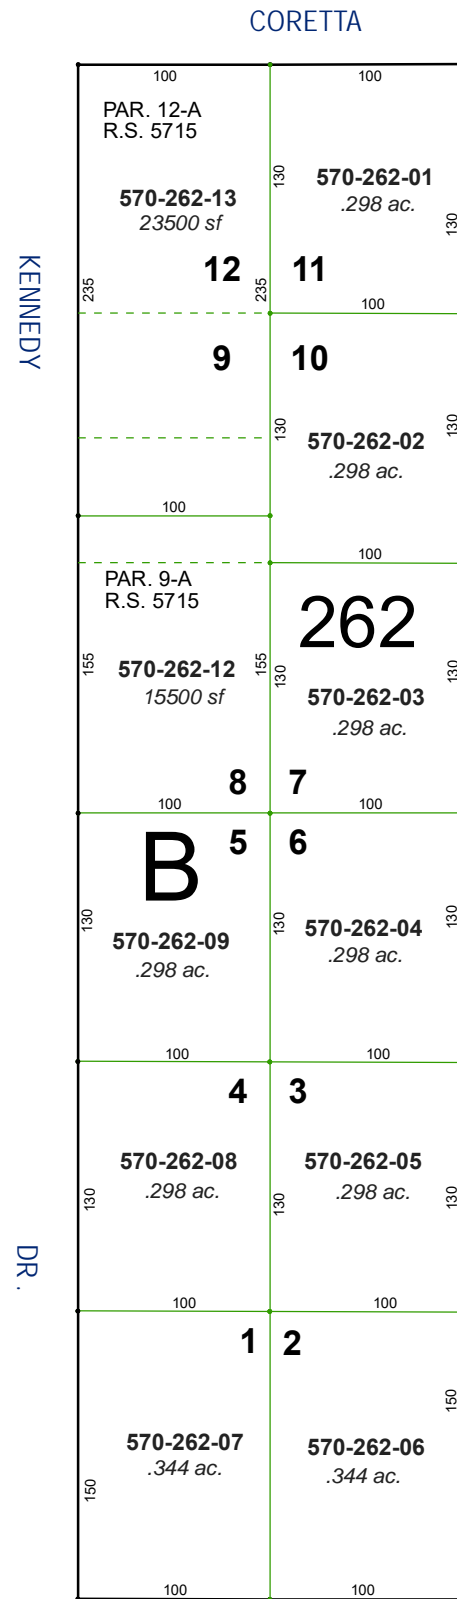 CORETTA
100
100
PAR. 12-A
R.S. 5715
130
570-262-01
.298 ac.
130
570-262-13
23500 sf
KENNEDY
235
12
235
11
100
9
10
130
130
570-262-02
.298 ac.
100
100
PAR. 9-A
R.S. 5715
262
155
570-262-12
15500 sf
155
130
130
570-262-03
.298 ac.
8
7
100
100
B
5
6
130
570-262-09
.298 ac.
130
570-262-04
.298 ac.
130
100
100
4
3
570-262-08
.298 ac.
570-262-05
.298 ac.
130
130
130
DR.
100
100
1
2
150
570-262-07
.344 ac.
570-262-06
.344 ac.
150
100
100